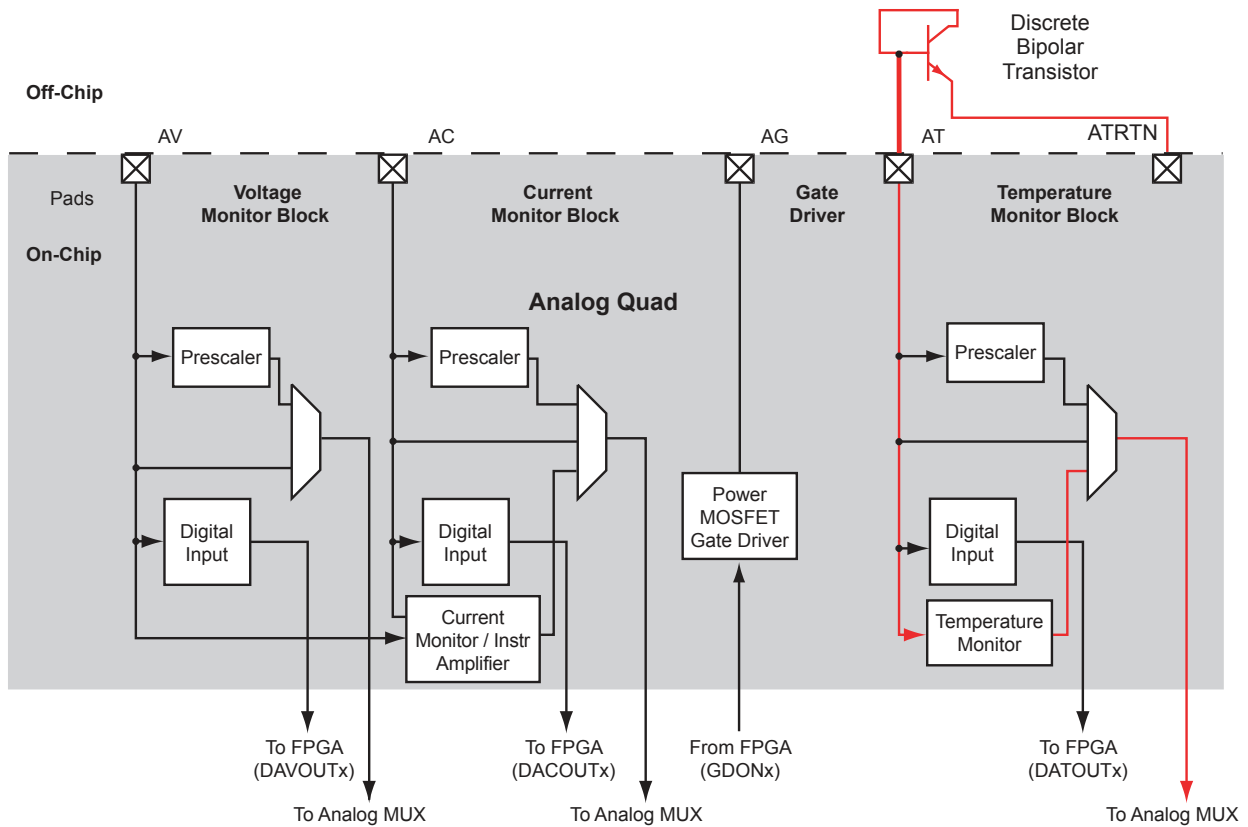 Discrete
Bipolar
Transistor
Off-Chip
AV
AC
AG
AT
ATRTN
Pads
Voltage
Monitor Block
Current
Monitor Block
Gate
Driver
Temperature
Monitor Block
On-Chip
Analog Quad
Prescaler
Prescaler
Prescaler
Digital
Input
Digital
Input
Power
MOSFET
Gate Driver
Digital
Input
Current
Monitor / Instr
Amplifier
Temperature
Monitor
To FPGA
(DAVOUTx)
To FPGA
(DACOUTx)
From FPGA
(GDONx)
To FPGA
(DATOUTx)
To Analog MUX
To Analog MUX
To Analog MUX